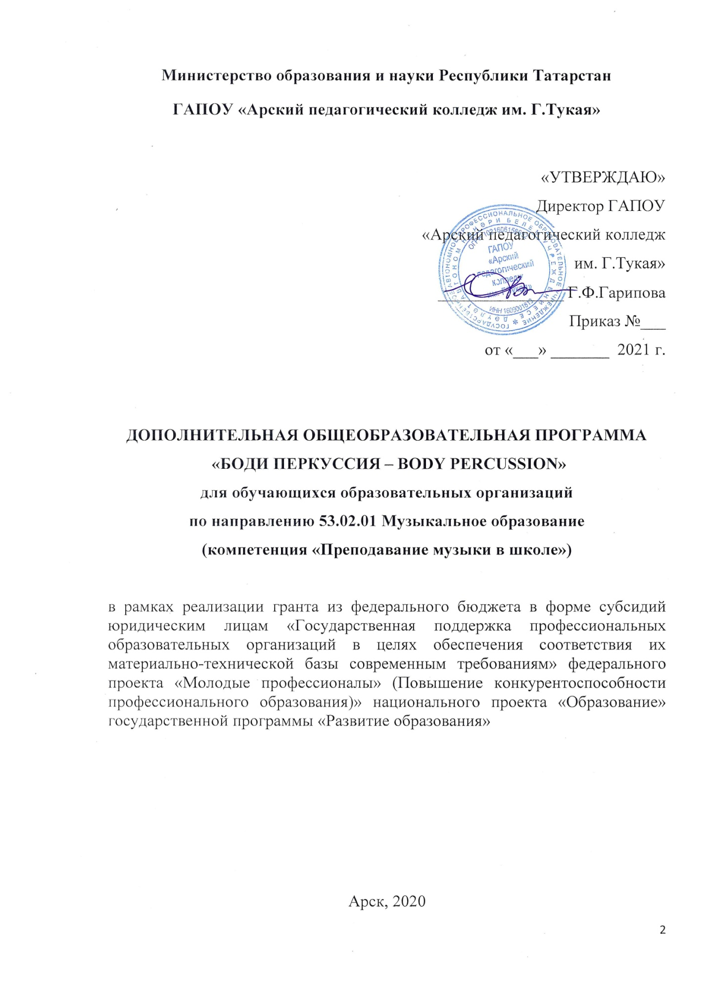 Министерство образования и науки Республики Татарстан
ГАПОУ «Арский педагогический колледж им. Г.Тукая»
«УТВЕРЖДАЮ»
Директор ГАПОУ
«Арский педагогический колледж
им. Г.Тукая»
_______________Г.Ф.Гарипова
Приказ №___
от «___» _______ 2021 г.
ГАПОУ
«Арский
педагогический
колледж
ИНН 1609001813
ДОПОЛНИТЕЛЬНАЯ ОБЩЕОБРАЗОВАТЕЛЬНАЯ ПРОГРАММА
«БОДИ ПЕРКУССИЯ – BODY PERCUSSION»
для обучающихся образовательных организаций
по направлению 53.02.01 Музыкальное образование
(компетенция «Преподавание музыки в школе»)
в рамках реализации гранта из федерального бюджета в форме субсидий
юридическим лицам «Государственная поддержка профессиональных
образовательных организаций в целях обеспечения соответствия их
материально-технической базы современным требованиям» федерального
проекта «Молодые профессионалы» (Повышение конкурентоспособности
профессионального образования)» национального проекта «Образование»
государственной программы «Развитие образования»
Арск, 2020
2